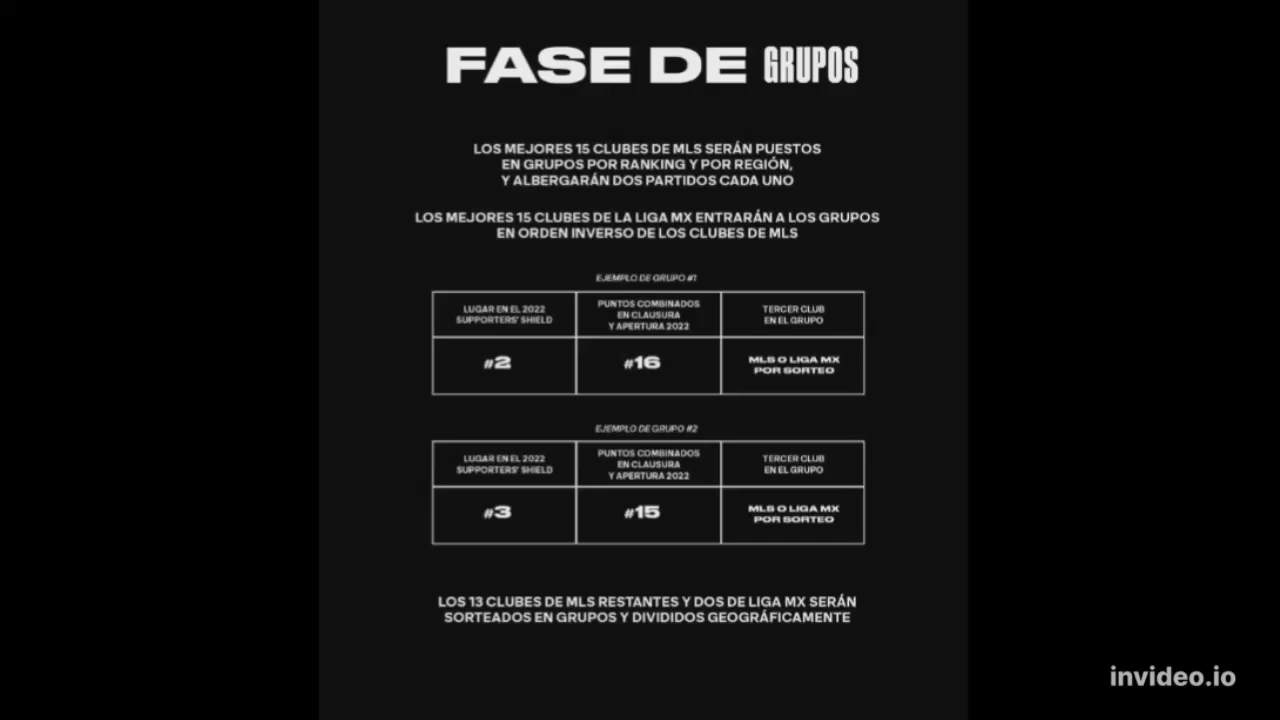 FASE DE GRUPOS
LOS MEJORES 15 CLUBES DE MLS SERÁN PUESTOS
EN GRUPOS POR RANKING Y POR REGIÓN,
Y ALBERGARÁN DOS PARTIDOS CADA UNO
LOS MEJORES 15 CLUBES DE LA LIGA MX ENTRARÁN A LOS GRUPOS
EN ORDEN INVERSO DE LOS CLUBES DE MLS
EJEMPLO DE GRUPO #1
LUGAR EN EL 2022
SUPPORTERS' SHIELD
PUNTOS COMBINADOS
EN CLAUSURA
Y APERTURA 2022
TERCER CLUB
EN EL GRUPO
#2
#16
MLS O LIGA MX
POR SORTEO
EJEMPLO DE GRUPO #2
LUGAR EN EL 2022
SUPPORTERS' SHIELD
PUNTOS COMBINADOS
EN CLAUSURA
Y APERTURA 2022
TERCER CLUB
EN EL GRUPO
#3
#15
MLS O LIGA MX
POR SORTEO
LOS 13 CLUBES DE MLS RESTANTES Y DOS DE LIGA MX SERÁN
SORTEADOS EN GRUPOS Y DIVIDIDOS GEOGRÁFICAMENTE
invideo.io